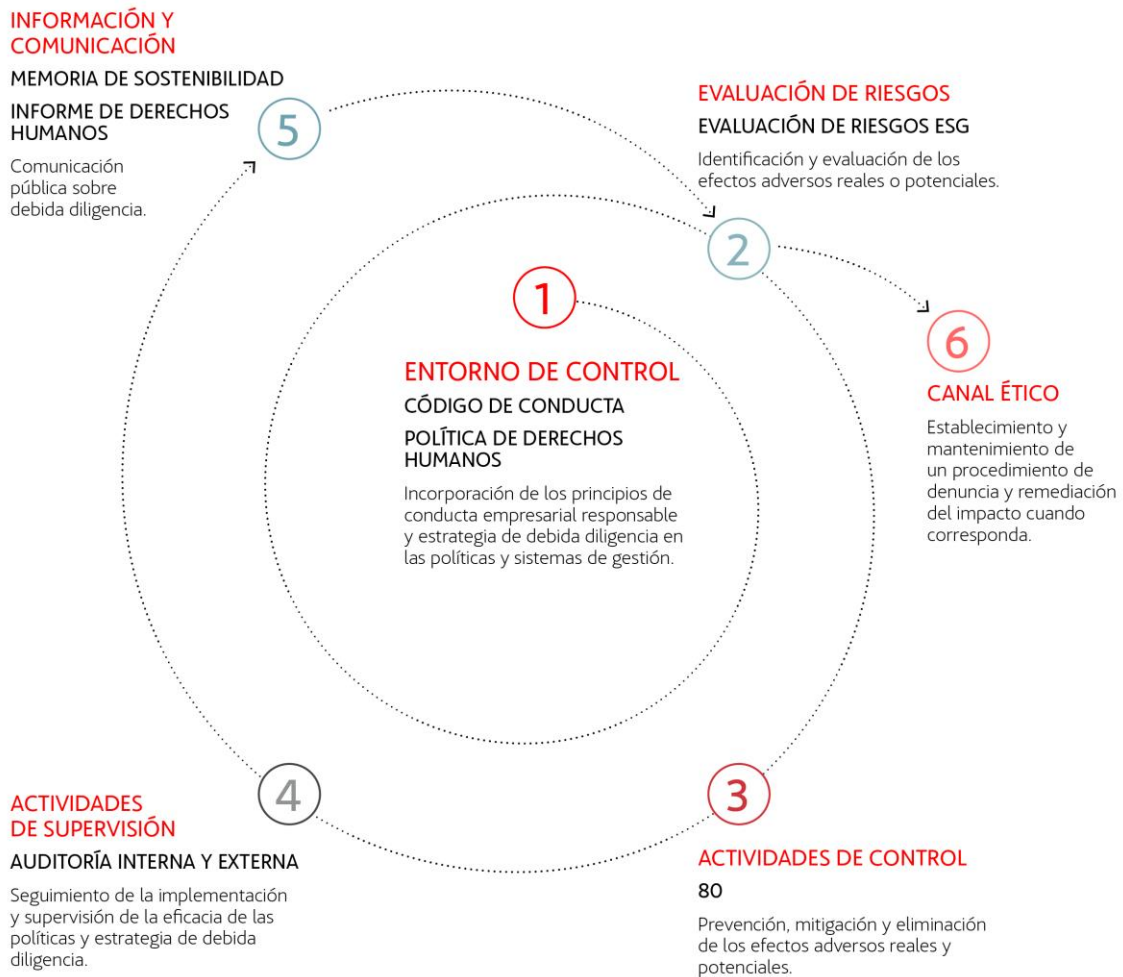 INFORMACIÓN Y
COMUNICACIÓN
MEMORIA DE SOSTENIBILIDAD
INFORME DE DERECHOS
HUMANOS
Comunicación
pública sobre
debida diligencia.
5
EVALUACIÓN DE RIESGOS
EVALUACIÓN DE RIESGOS ESG
Identificación y evaluación de los
efectos adversos reales o potenciales.
2
1
ENTORNO DE CONTROL
CÓDIGO DE CONDUCTA
POLÍTICA DE DERECHOS
HUMANOS
Incorporación de los principios de
conducta empresarial responsable
y estrategia de debida diligencia en
las políticas y sistemas de gestión.
6
CANAL ÉTICO
Establecimiento y
mantenimiento de
un procedimiento de
denuncia y remediación
del impacto cuando
corresponda.
4
ACTIVIDADES
DE SUPERVISIÓN
AUDITORÍA INTERNA Y EXTERNA
Seguimiento de la implementación
y supervisión de la eficacia de las
políticas y estrategia de debida
diligencia.
3
ACTIVIDADES DE CONTROL
80
Prevención, mitigación y eliminación
de los efectos adversos reales y
potenciales.